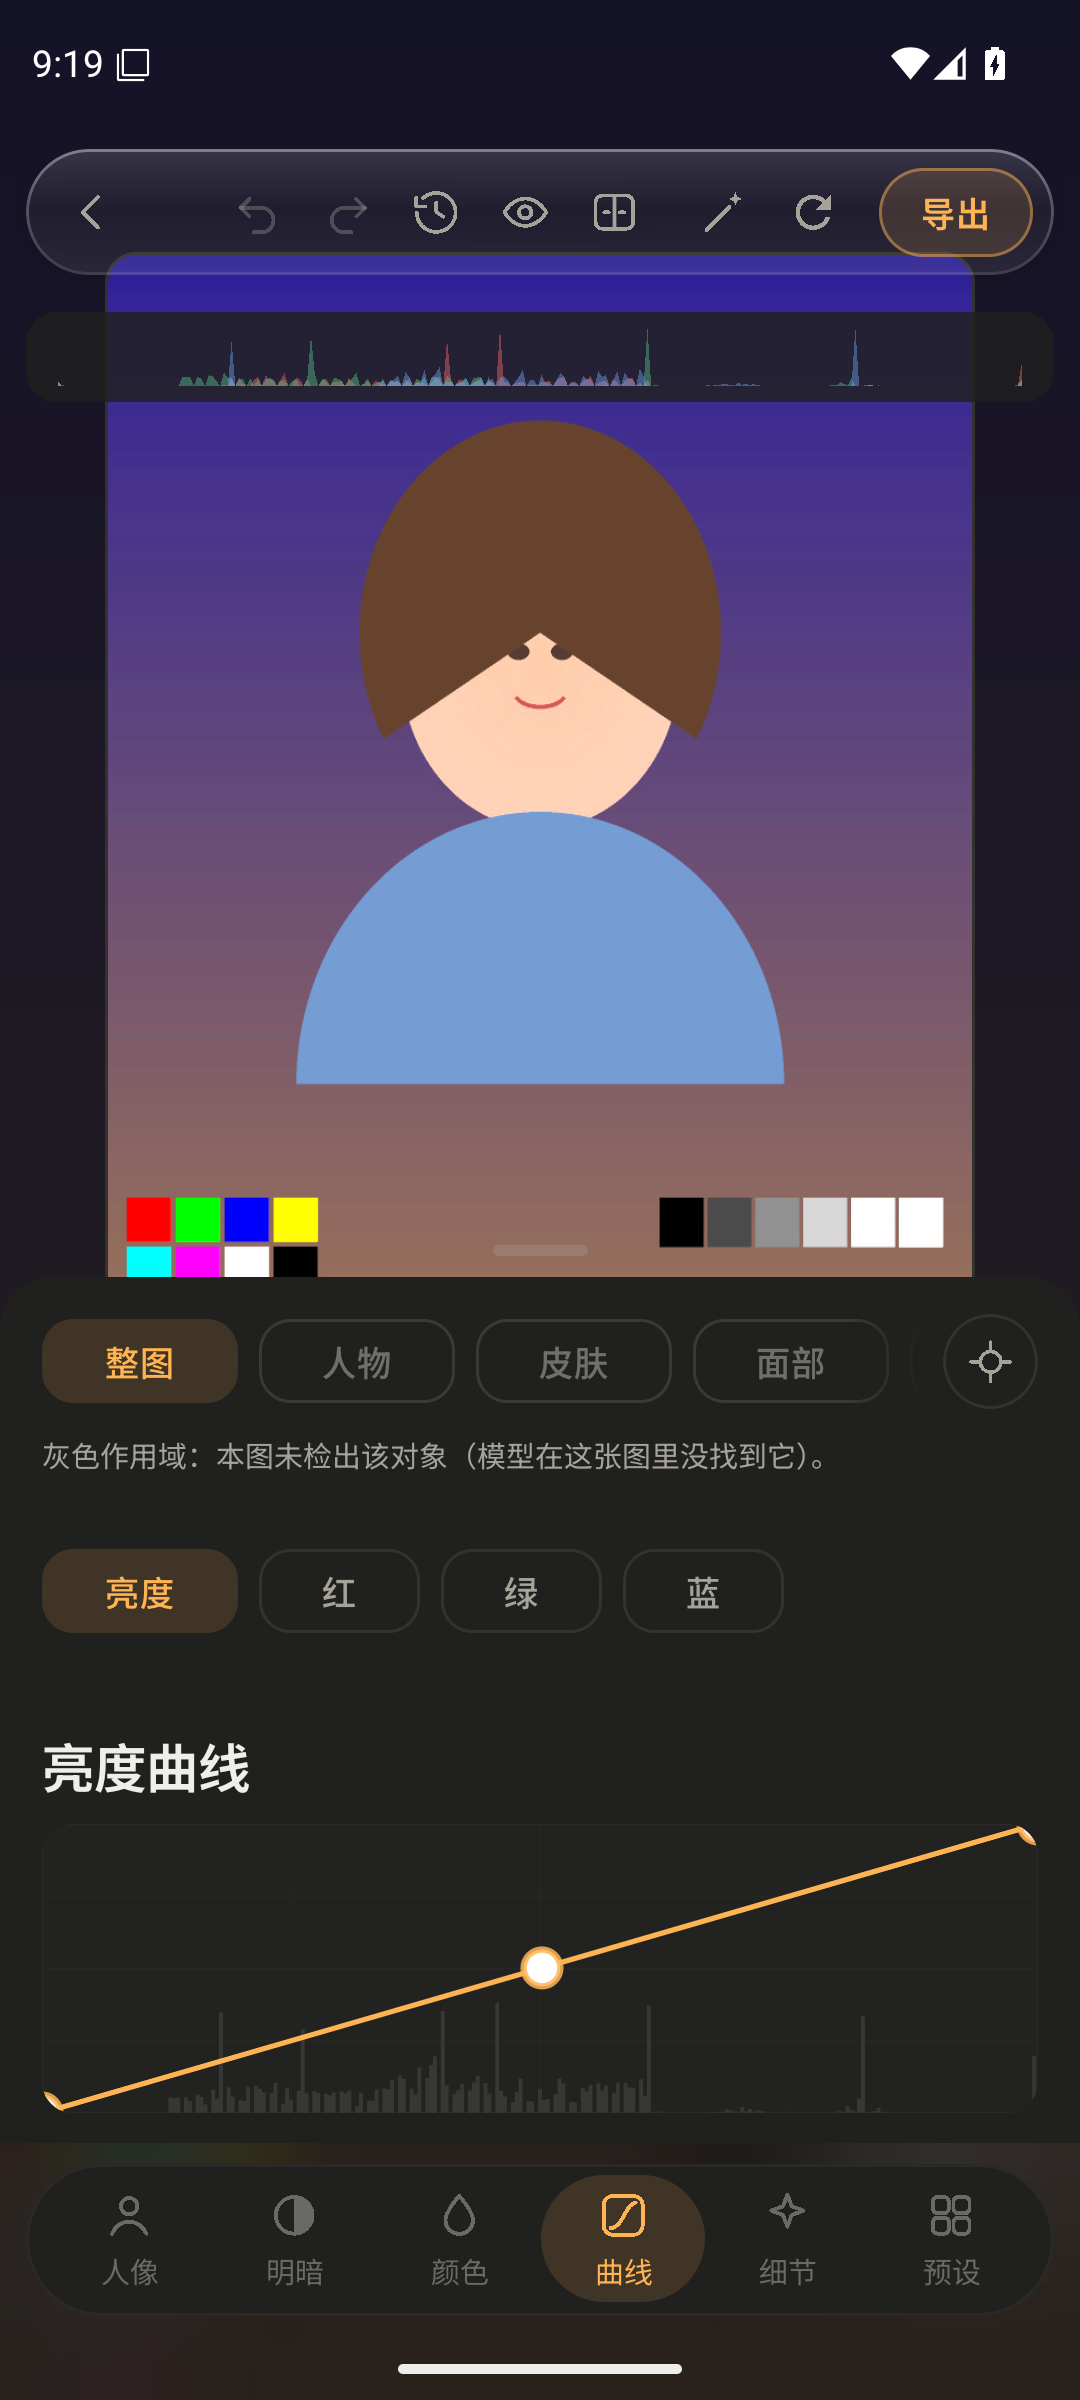 9:19
导出
整图
人物
皮肤
面部
灰色作用域：本图未检出该对象（模型在这张图里没找到它）。
亮度
红
绿
蓝
亮度曲线
人像
明暗
颜色
曲线
细节
预设